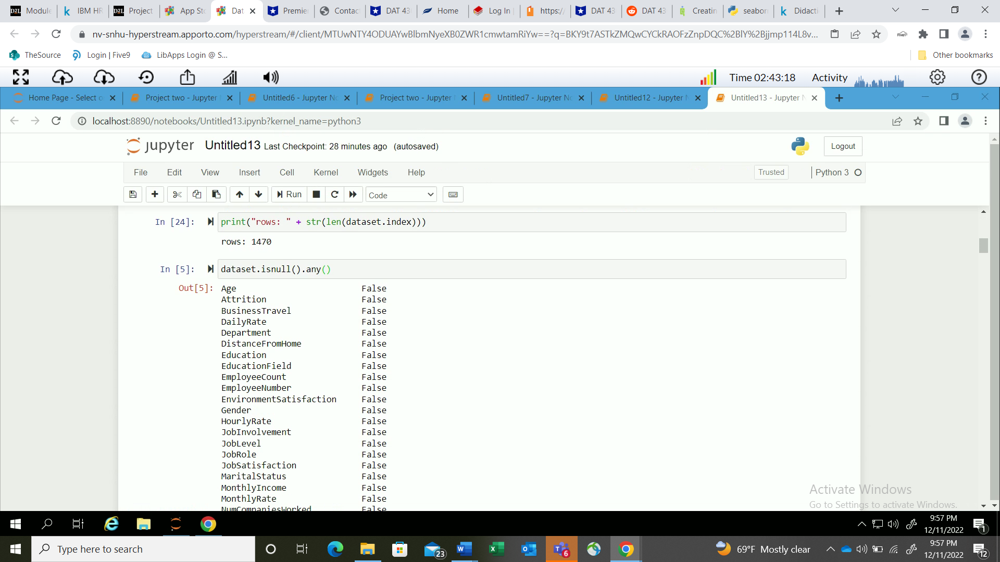 Module
IBM HR
Project
App Sto
Dat
Premier
Contac
DAT 43
Home
Log In
https:/
DAT 43
DAT 43
Creatin
seabor
Didacti
nv-snhu-hyperstream.apporto.com/hyperstream/#/client/
TheSource
Login | Five9
LibApps Login @ S...
Other bookmarks
Time 02:43:18
Activity
Home Page - Select o
Project two - Jupyter
Untitled6 - Jupyter No
Project two - Jupyter
Untitled7 - Jupyter No
Untitled12 - Jupyter N
Untitled13 - Jupyter N
localhost:8890/notebooks/Untitled13.ipynb?kernel_name=python3
jupyter Untitled13 Last Checkpoint: 28 minutes ago (autosaved)
Logout
File Edit View Insert Cell Kernel Widgets Help
Trusted
Python 3
Run
Code
In [24]: print("rows: " + str(len(dataset.index)))
rows: 1470
In [5]: dataset.isnull().any()
Out[5]: Age False
Attrition False
BusinessTravel False
DailyRate False
Department False
DistanceFromHome False
Education False
EducationField False
EmployeeCount False
EmployeeNumber False
EnvironmentSatisfaction False
Gender False
HourlyRate False
JobInvolvement False
JobLevel False
JobRole False
JobSatisfaction False
MaritalStatus False
MonthlyIncome False
MonthlyRate False
NumCompaniesWorked False
Activate Windows
Go to Settings to activate Windows.
9:57 PM
12/11/2022
1
Type here to search
23
6
69°F Mostly clear
9:57 PM
12/11/2022
12